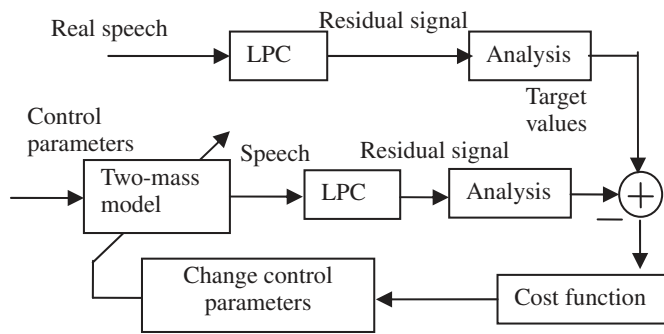 Residual signal
Real speech
LPC
Analysis
Target
values
Control
parameters
Speech
Residual signal
Two-mass
model
LPC
Analysis
+
−
Change control
parameters
Cost function